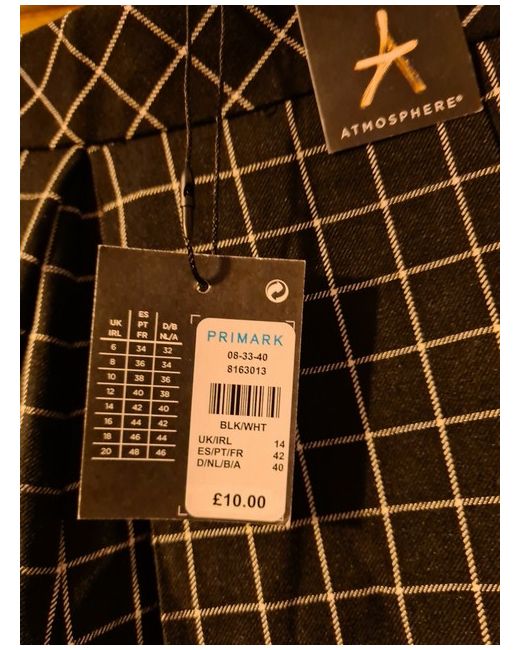 ATMOSPHERE®
UK IRL ES PT FR D/B NL/A
6 34 32
8 36 34
10 38 36
12 40 38
14 42 40
16 44 42
18 46 44
20 48 46
PRIMARK
08-33-40
8163013
BLK/WHT
UK/IRL 14
ES/PT/FR 42
D/NL/B/A 40
£10.00